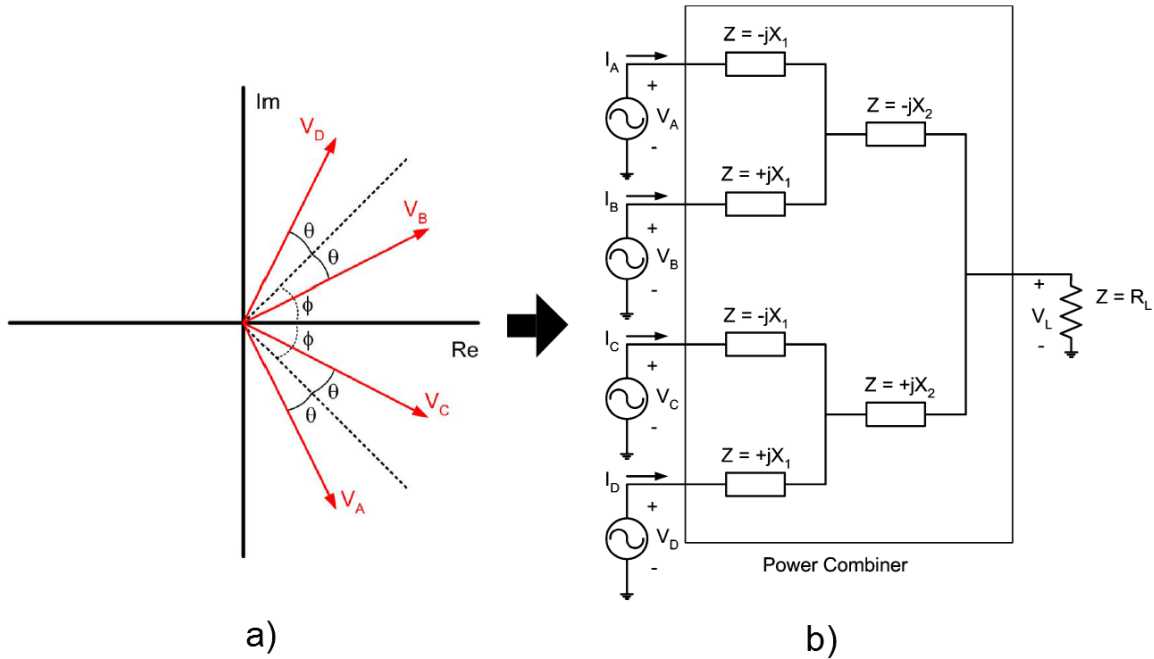 Im
Re
V_D
V_B
V_C
V_A
θ
θ
ϕ
ϕ
θ
θ
a)
I_A
+
V_A
-
Z = -jX_1
Z = -jX_2
I_B
+
V_B
-
Z = +jX_1
I_C
+
V_C
-
Z = -jX_1
Z = +jX_2
I_D
+
V_D
-
Z = +jX_1
+
V_L
-
Z = R_L
Power Combiner
b)